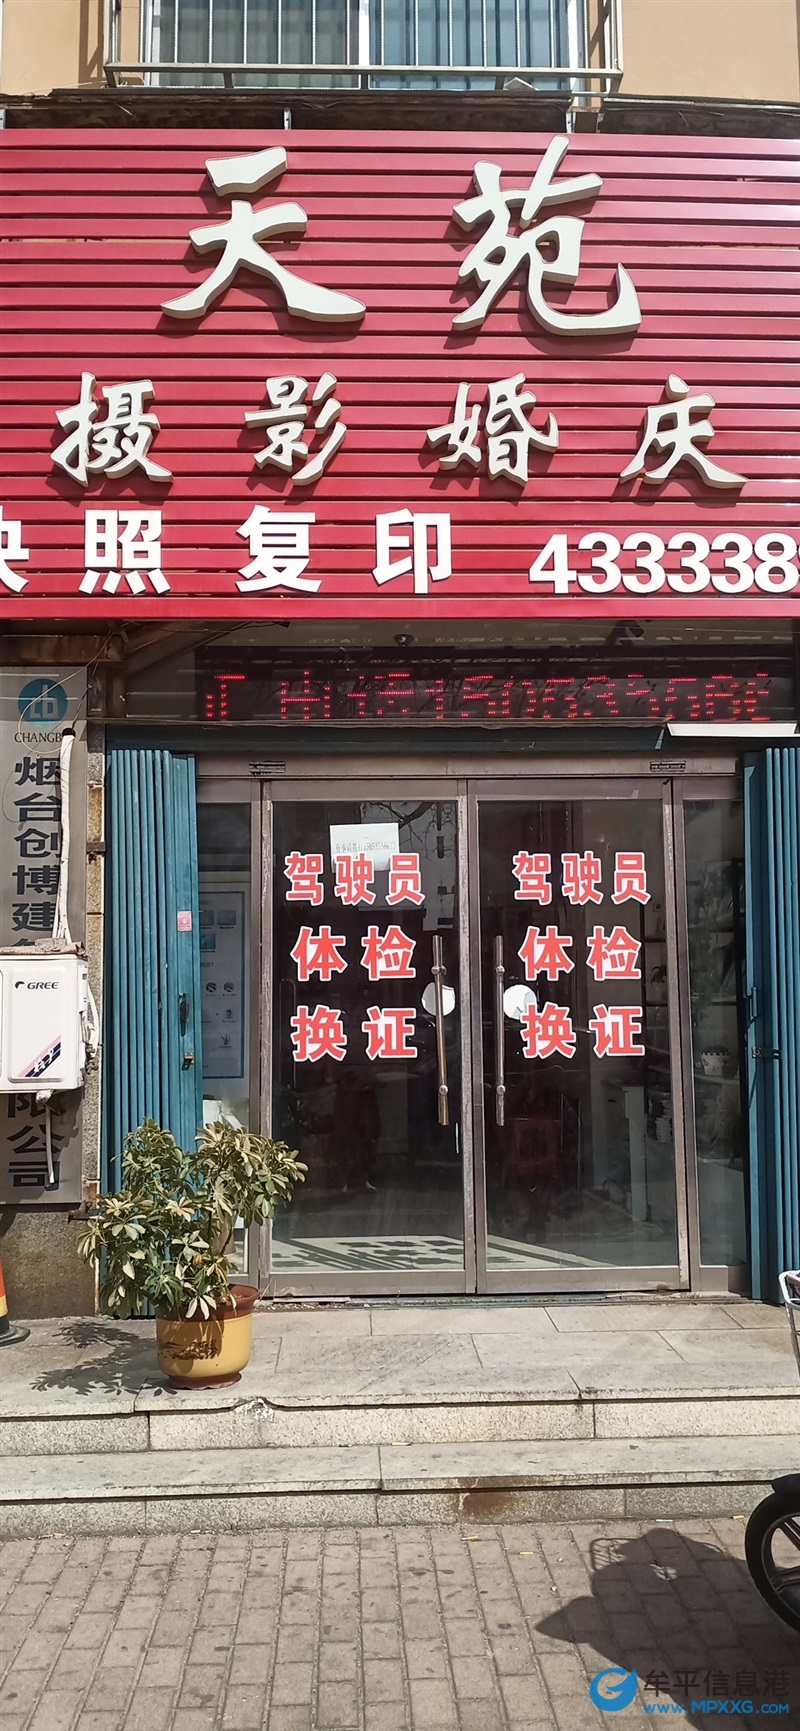 天苑
摄影婚庆
快照复印 433338
CHANGB
烟台创博建
限公司
GREE
驾驶员
体检
换证
驾驶员
体检
换证
牟平信息港
www.MPXXG.com